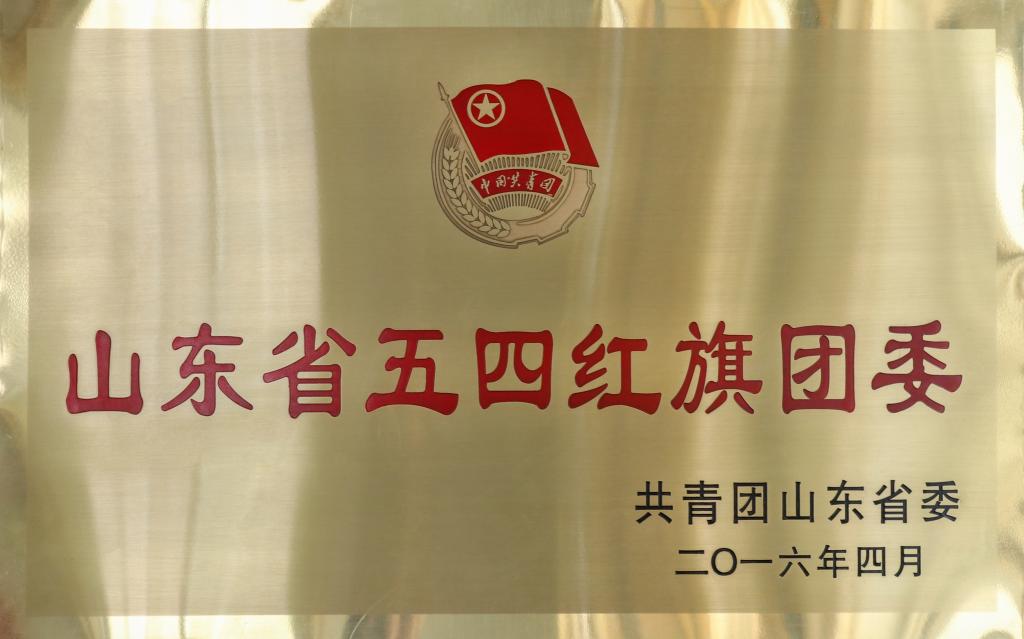 中国共青团
山东省五四红旗团委
共青团山东省委
二〇一六年四月